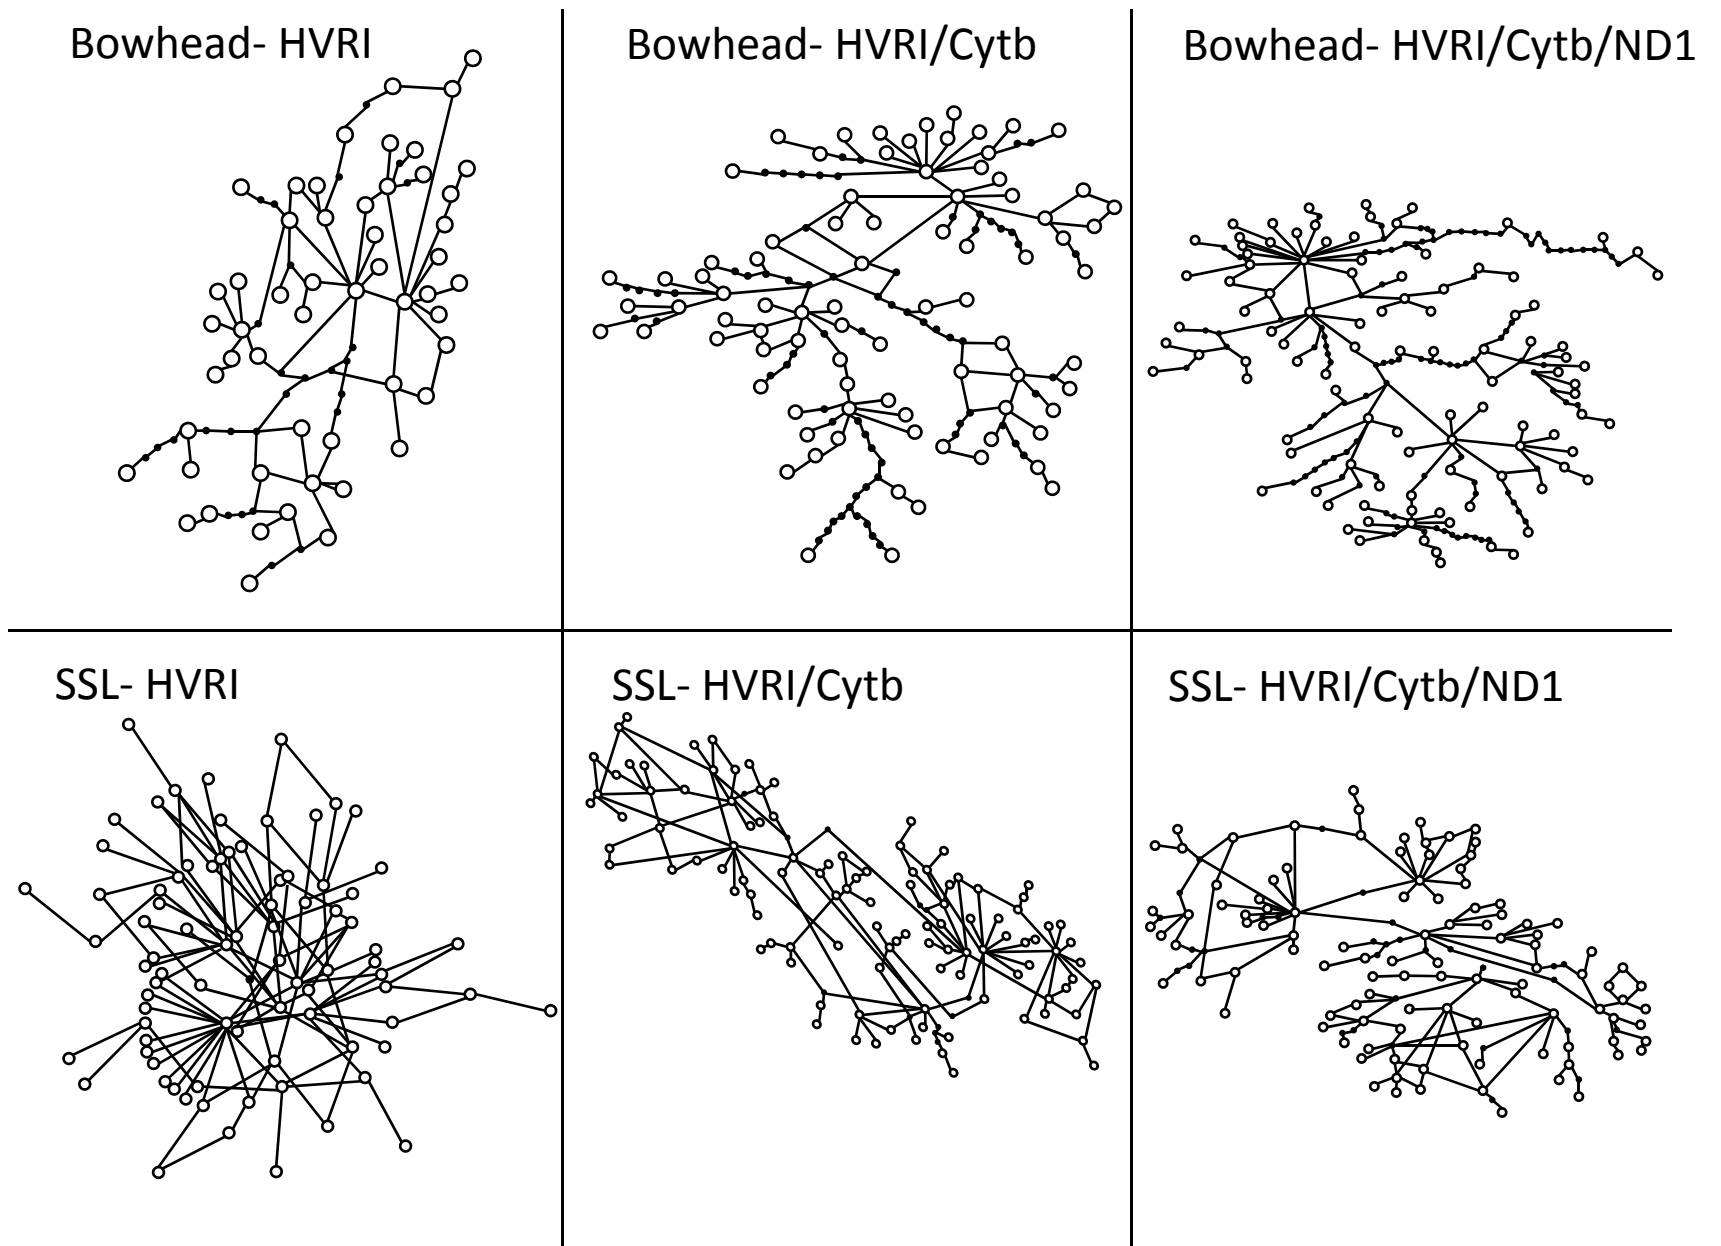 Bowhead- HVRI
Bowhead- HVRI/Cytb
Bowhead- HVRI/Cytb/ND1
SSL- HVRI
SSL- HVRI/Cytb
SSL- HVRI/Cytb/ND1